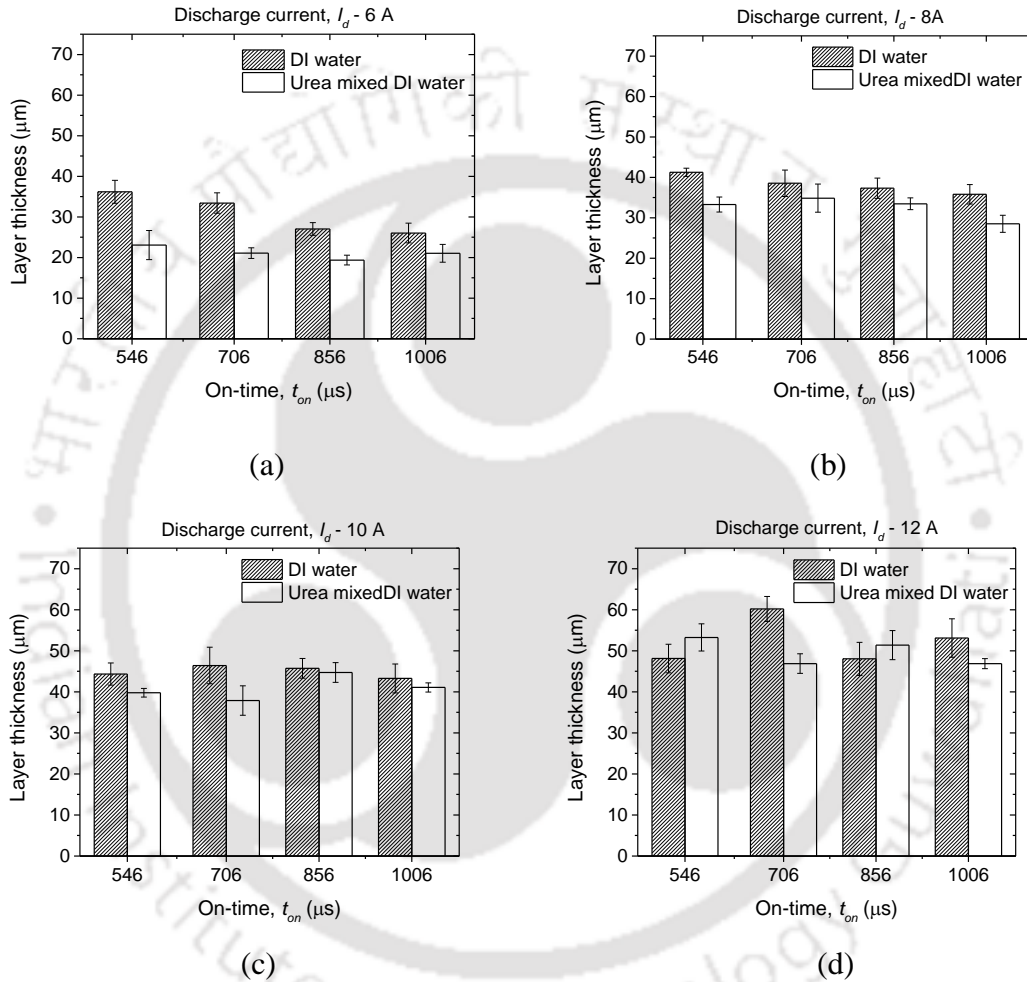 Discharge current, I_d - 6 A
DI water
Urea mixed DI water
Layer thickness (μm)
70
60
50
40
30
20
10
0
546 706 856 1006
On-time, t_on (μs)
(a)
Discharge current, I_d - 8A
DI water
Urea mixedDI water
Layer thickness (μm)
70
60
50
40
30
20
10
0
546 706 856 1006
On-time, t_on (μs)
(b)
Discharge current, I_d - 10 A
DI water
Urea mixedDI water
Layer thickness (μm)
70
60
50
40
30
20
10
0
546 706 856 1006
On-time, t_on (μs)
(c)
Discharge current, I_d - 12 A
DI water
Urea mixed DI water
Layer thickness (μm)
70
60
50
40
30
20
10
0
546 706 856 1006
On-time, t_on (μs)
(d)
Indian Institute